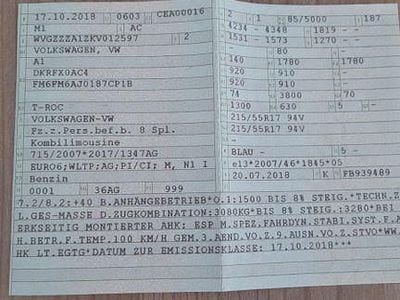 17.10.2018 0603 CEA00016
M1 AC
WVGZZZA1ZKV012597 2
VOLKSWAGEN, VW
A1
DKRFX0AC4
FM6FM6AJ0187CP1B
T-ROC
VOLKSWAGEN-VW
Fz.z.Pers.bef.b. 8 Spl.
Kombilimousine
715/2007*2017/1347AG
EURO6;WLTP;AG;PI/CI; M, N1 I
Benzin
0001 36AG 999
2 1 85/5000 187
4234 - 4348 1819 - -
1531 - 1573 1270 - -
- 80 -
140 1780 1780
920 910 -
920 910 -
74 3800 70
1300 630 5 -
215/55R17 94V
215/55R17 94V
-
BLAU - 5
e13*2007/46*1845*05
20.07.2018 K FB939489
7.2/8.2:+40 B.ANHÄNGEBETRIEB*O.1:1500 BIS 8% STEIG.*TECHN.Z
L.GES-MASSE D.ZUGKOMBINATION:3080KG*BIS 8% STEIG.:3280*BEI
ERKSEITIG MONTIERTER AHK: ESP M.SPEZ.FAHRDYN.STABI.SYST.F.A
H.BETR.F.TEMP.100 KM/H GEM.3.AEND.VO.Z.9.AUSN.VO.Z.STVO*WW.
HK LT.EGTG*DATUM ZUR EMISSIONSKLASSE: 17.10.2018***